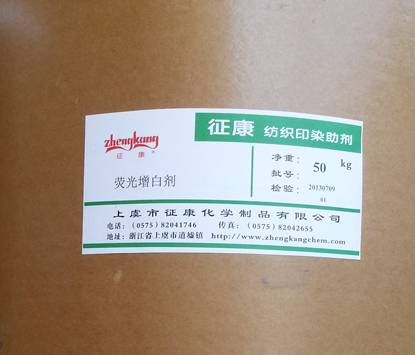 zhengkang
征康
征康 纺织印染助剂
荧光增白剂
净重： 50 kg
批号：
检验： 20130709
01
上虞市征康化学制品有限公司
电话：（0575）82041746 传真：（0575）82042655
地址：浙江省上虞市道墟镇 http://www.zhengkangchem.com